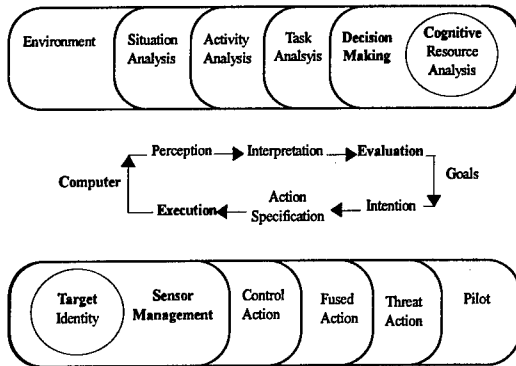 Environment
Situation
Analysis
Activity
Analysis
Task
Analsyis
Decision
Making
Cognitive
Resource
Analysis
Perception
Interpretation
Evaluation
Computer
Goals
Execution
Action
Specification
Intention
Target
Identity
Sensor
Management
Control
Action
Fused
Action
Threat
Action
Pilot